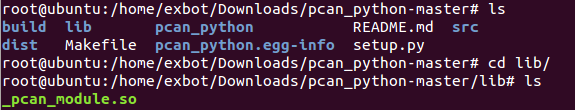 root@ubuntu:/home/exbot/Downloads/pcan_python-master# ls
build lib pcan_python README.md src
dist Makefile pcan_python.egg-info setup.py
root@ubuntu:/home/exbot/Downloads/pcan_python-master# cd lib/
root@ubuntu:/home/exbot/Downloads/pcan_python-master/lib# ls
_pcan_module.so